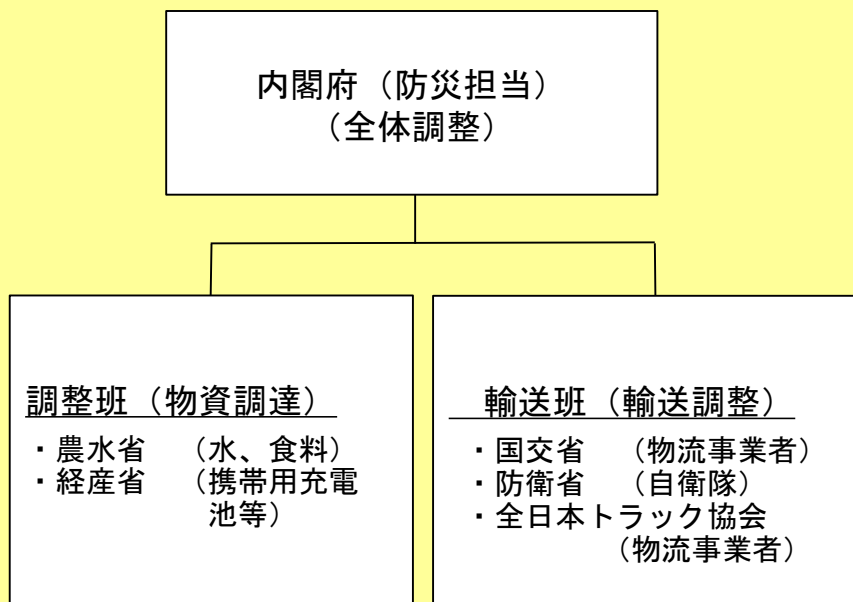 内閣府（防災担当）
（全体調整）
調整班（物資調達）
・農水省　（水、食料）
・経産省　（携帯用充電
池等）
輸送班（輸送調整）
・国交省　（物流事業者）
・防衛省　（自衛隊）
・全日本トラック協会
（物流事業者）